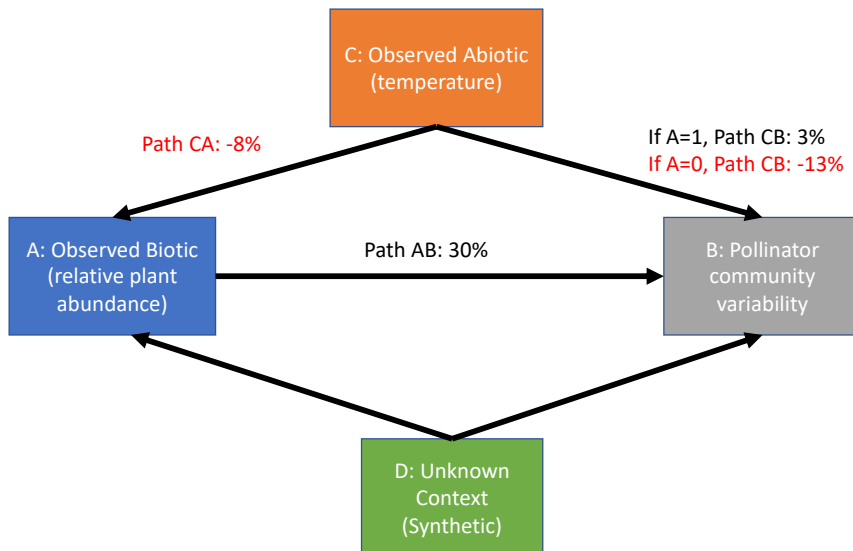 C: Observed Abiotic
(temperature)
Path CA: -8%
If A=1, Path CB: 3%
If A=0, Path CB: -13%
A: Observed Biotic
(relative plant
abundance)
Path AB: 30%
B: Pollinator
community
variability
D: Unknown
Context
(Synthetic)